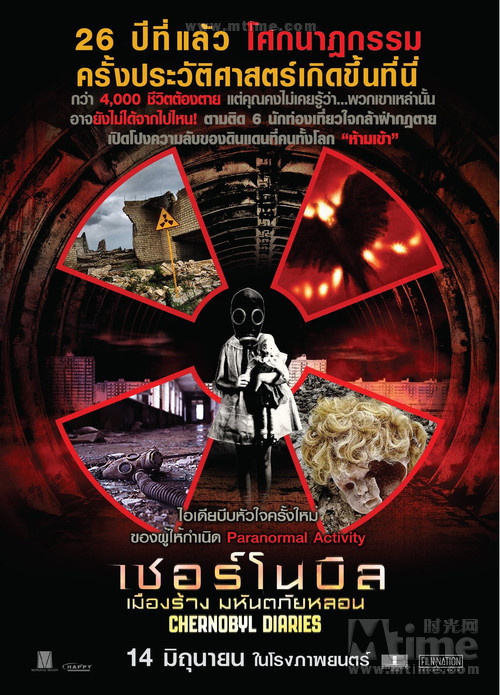 www.mtime.com
26 ปีที่แล้ว โศกนาฏกรรม
ครั้งประวัติศาสตร์เกิดขึ้นที่นี่
กว่า 4,000 ชีวิตต้องตาย แต่คุณคงไม่เคยรู้ว่า...พวกเขาเหล่านั้น
อาจยังไม่ได้จากไปไหน! ตามติด 6 นักท่องเที่ยวใจกล้าฝ่ากฎตาย
เปิดโปงความลับของดินแดนที่คนทั้งโลก “ห้ามเข้า”
ไอเดียบีบหัวใจครั้งใหม่
ของผู้ให้กำเนิด Paranormal Activity
เชอร์โนบิล
เมืองร้าง มหันตภัยหลอน
CHERNOBYL DIARIES
时光网
Mtime
14 มิถุนายน ในโรงภาพยนตร์
HAPPY
FILMNATION